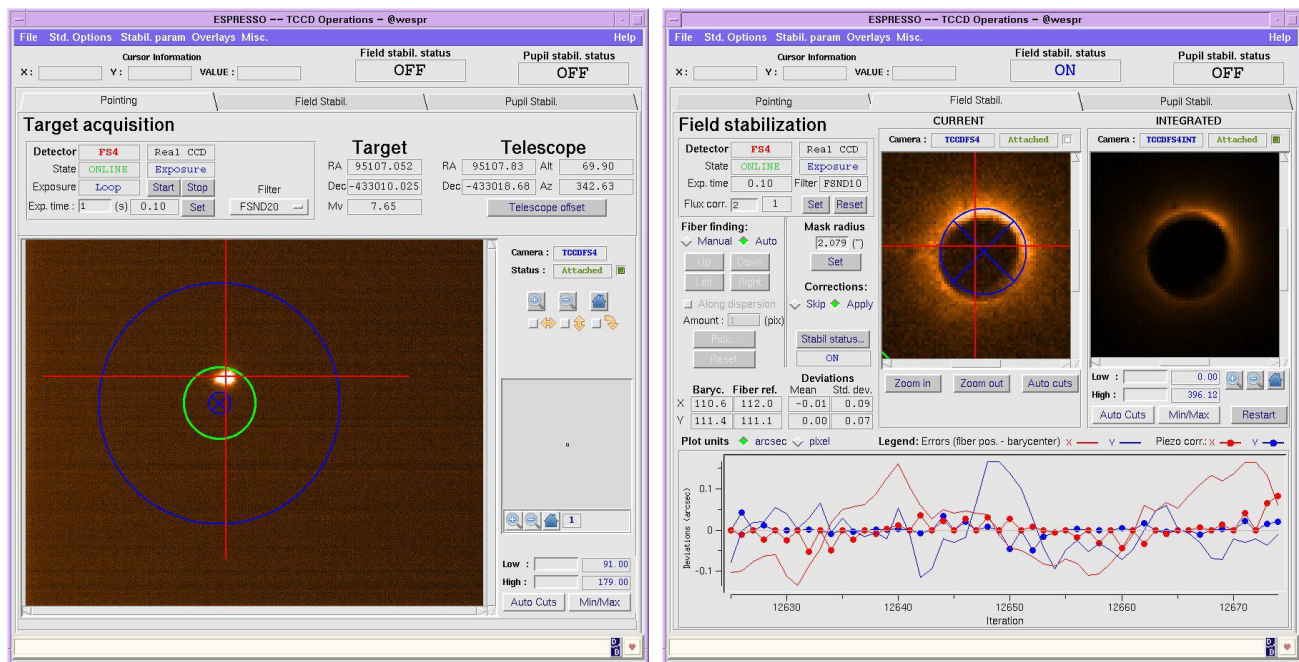 ESPRESSO -- TCCD Operations - @wespr
File Std. Options Stabil. param Overlays Misc. Help
Cursor Information
X : Y : VALUE :
Field stabil. status
OFF
Pupil stabil. status
OFF
Pointing Field Stabil. Pupil Stabil.
Target acquisition
Detector FS4 Real CCD
State ONLINE Exposure
Exposure Loop Start Stop
Exp. time : 1 (s) 0.10 Set
Filter
FSND20
Target
RA 95107.052
Dec -433010.025
Mv 7.65
Telescope
RA 95107.83 Alt 69.90
Dec -433018.68 Az 342.63
Telescope offset
Camera : TCCDFS4
Status : Attached
1
Low : 91.00
High : 179.00
Auto Cuts Min/Max
ESPRESSO -- TCCD Operations - @wespr
File Std. Options Stabil. param Overlays Misc. Help
Cursor Information
X : Y : VALUE :
Field stabil. status
ON
Pupil stabil. status
OFF
Pointing Field Stabil. Pupil Stabil.
Field stabilization
Detector FS4 Real CCD
State ONLINE Exposure
Exp. time 0.10 Filter FSND10
Flux corr. 2 1 Set Reset
Fiber finding:
Manual Auto
Up Down
Left Right
Along dispersion
Amount : 1 (pix)
Pick...
Reset
Mask radius
2.079 (")
Set
Corrections:
Skip Apply
Stabil status...
ON
Baryc. Fiber ref.
X 110.6 112.0
Y 111.4 111.1
Deviations
Mean Std. dev.
-0.01 0.09
0.00 0.07
CURRENT
Camera : TCCDFS4 Attached
Zoom in Zoom out Auto cuts
INTEGRATED
Camera : TCCDFS4INT Attached
Low : 0.00
High : 396.12
Auto Cuts Min/Max Restart
Plot units arcsec pixel Legend: Errors (fiber pos. - barycenter) X Y Piezo corr.: X Y
Deviations (arcsec)
0.1
0
-0.1
12630 12640 12650 12660 12670
Iteration